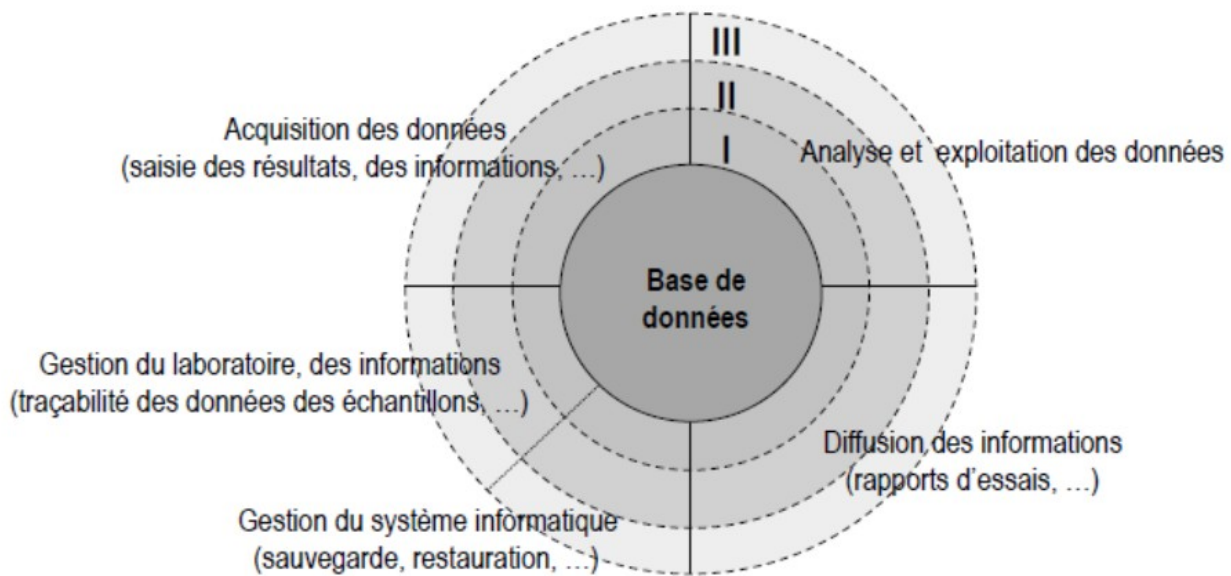 III
II
I
Acquisition des données
(saisie des résultats, des informations, …)
Analyse et exploitation des données
Base de
données
Gestion du laboratoire, des informations
(traçabilité des données des échantillons, …)
Diffusion des informations
(rapports d’essais, …)
Gestion du système informatique
(sauvegarde, restauration, …)